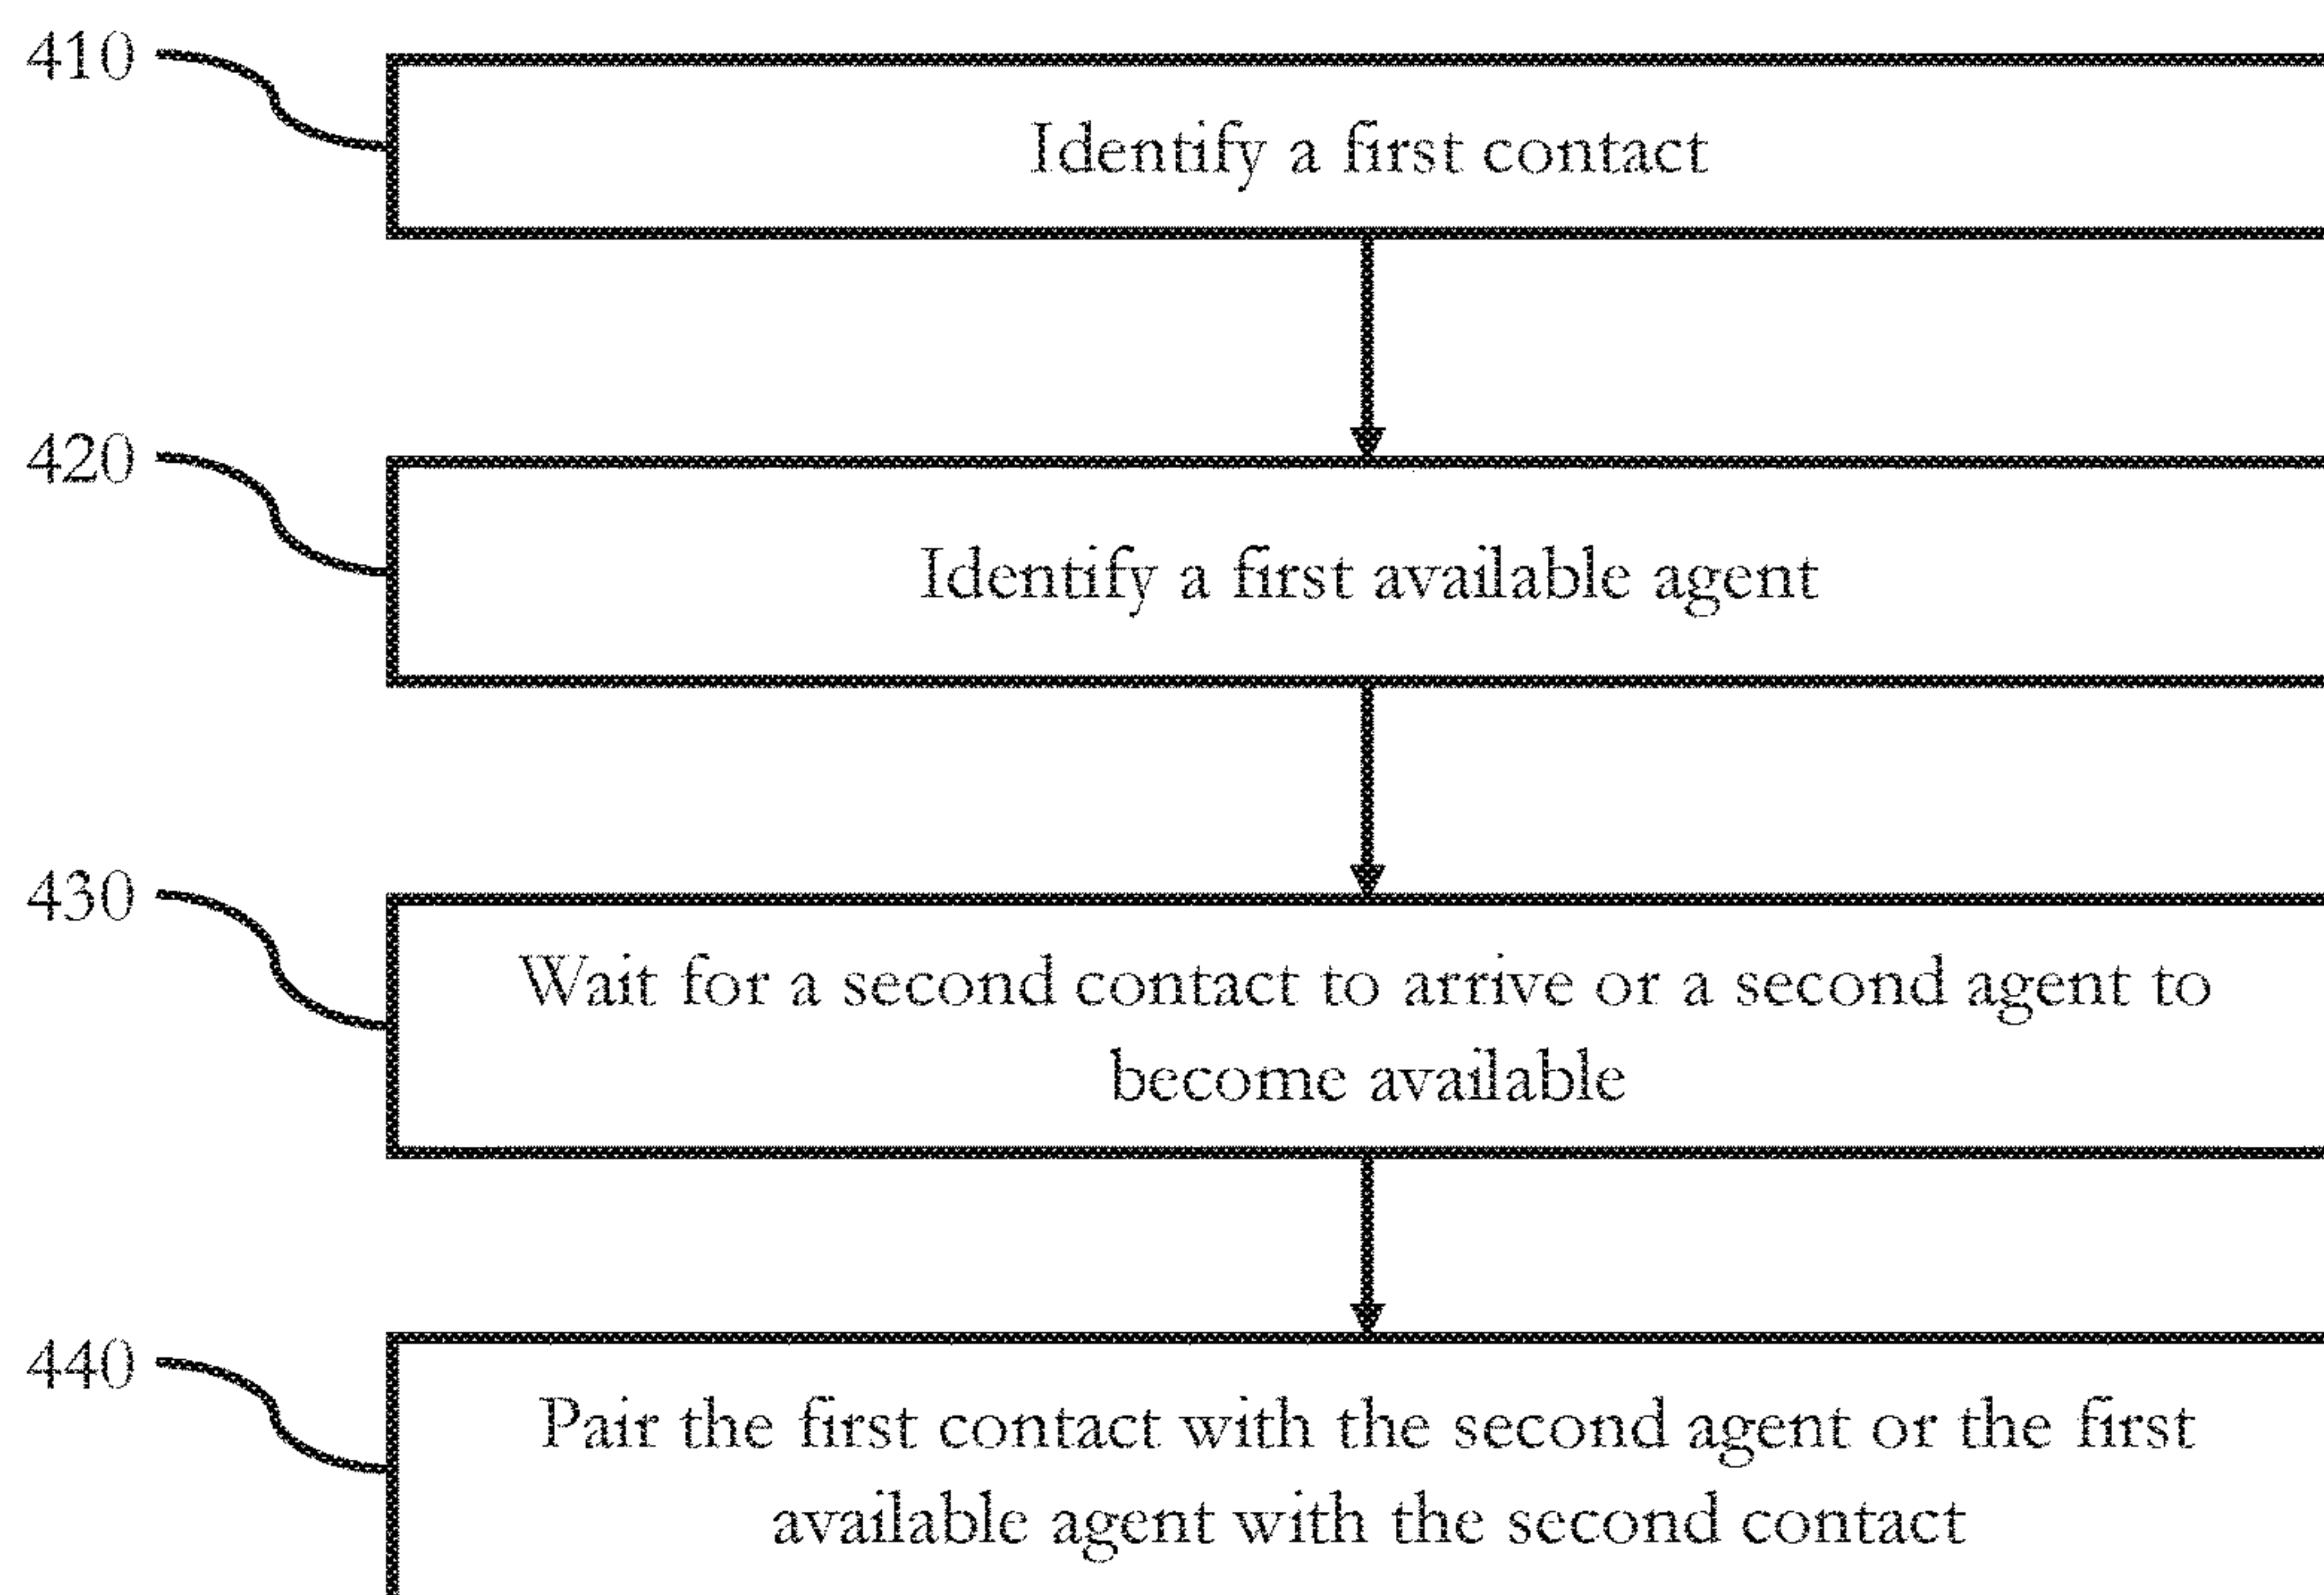 410
Identify a first contact
420
Identify a first available agent
430
Wait for a second contact to arrive or a second agent to
become available
440
Pair the first contact with the second agent or the first
available agent with the second contact